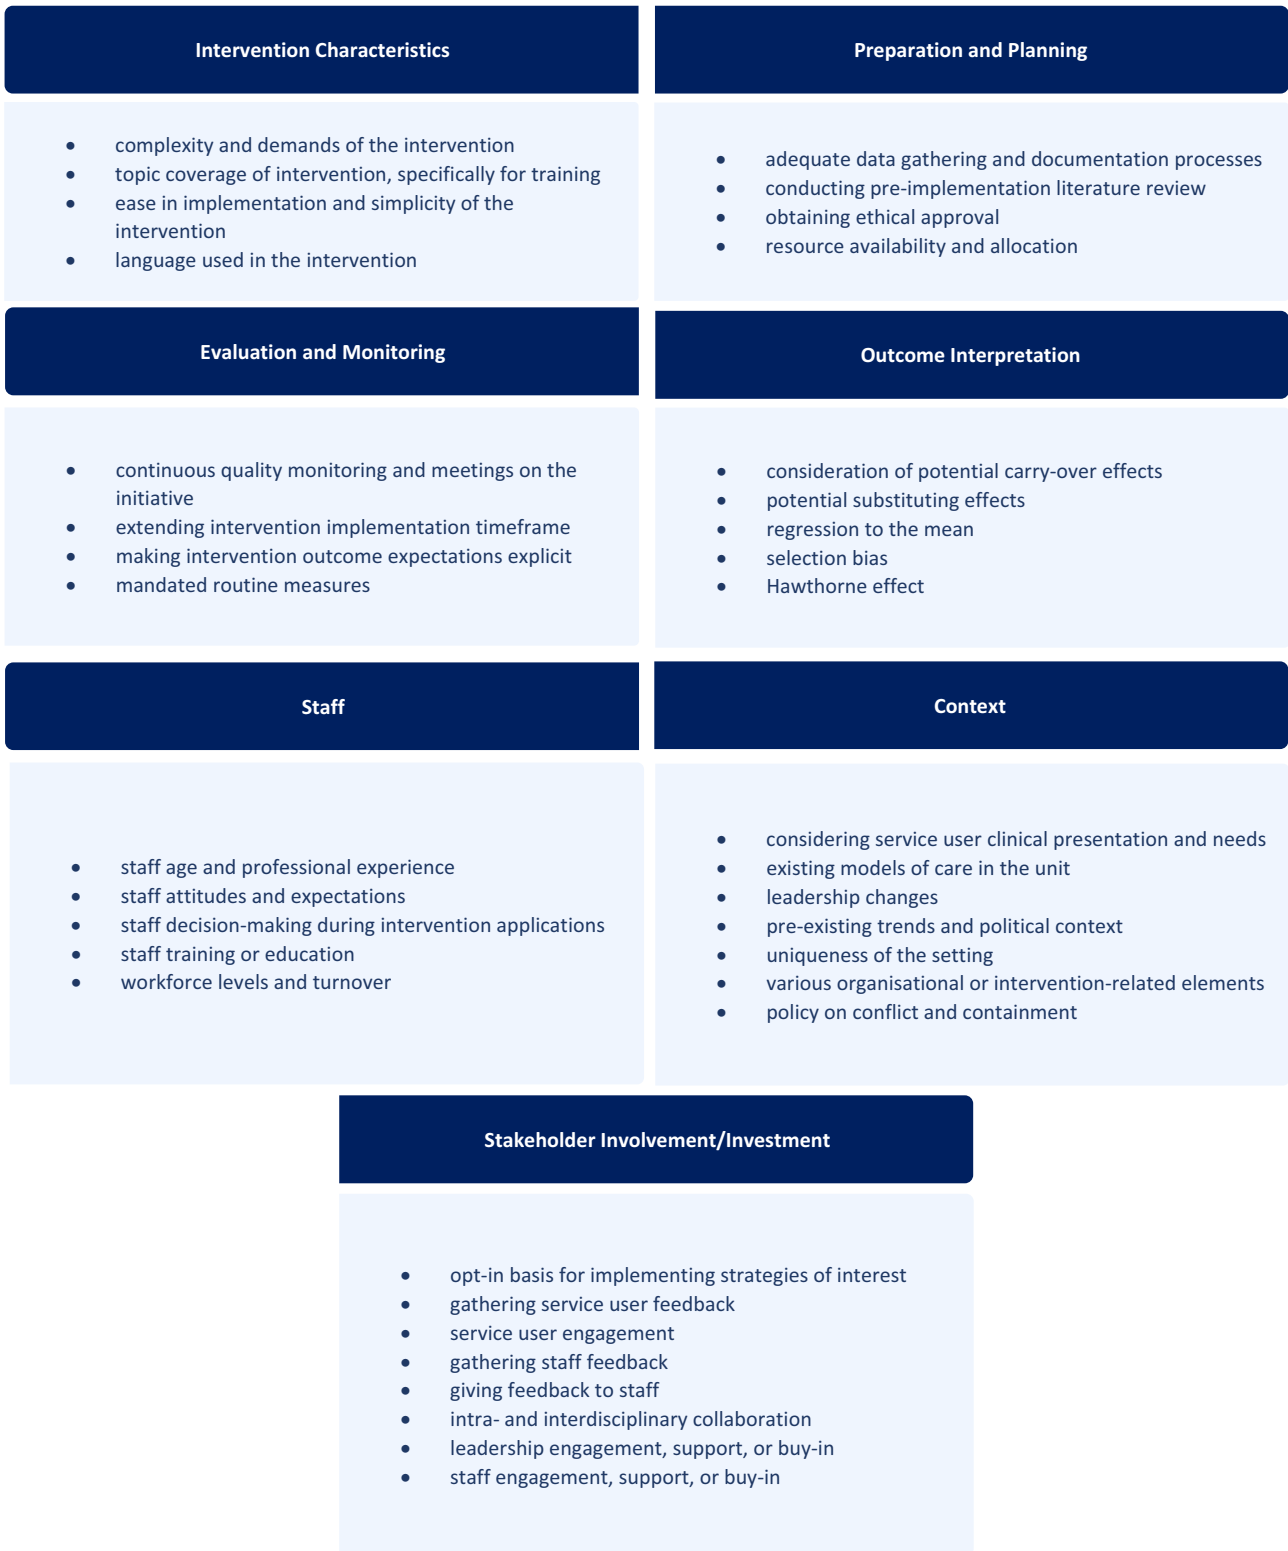 Intervention Characteristics
• complexity and demands of the intervention
• topic coverage of intervention, specifically for training
• ease in implementation and simplicity of the
intervention
• language used in the intervention
Preparation and Planning
• adequate data gathering and documentation processes
• conducting pre-implementation literature review
• obtaining ethical approval
• resource availability and allocation
Evaluation and Monitoring
• continuous quality monitoring and meetings on the
initiative
• extending intervention implementation timeframe
• making intervention outcome expectations explicit
• mandated routine measures
Outcome Interpretation
• consideration of potential carry-over effects
• potential substituting effects
• regression to the mean
• selection bias
• Hawthorne effect
Staff
• staff age and professional experience
• staff attitudes and expectations
• staff decision-making during intervention applications
• staff training or education
• workforce levels and turnover
Context
• considering service user clinical presentation and needs
• existing models of care in the unit
• leadership changes
• pre-existing trends and political context
• uniqueness of the setting
• various organisational or intervention-related elements
• policy on conflict and containment
Stakeholder Involvement/Investment
• opt-in basis for implementing strategies of interest
• gathering service user feedback
• service user engagement
• gathering staff feedback
• giving feedback to staff
• intra- and interdisciplinary collaboration
• leadership engagement, support, or buy-in
• staff engagement, support, or buy-in